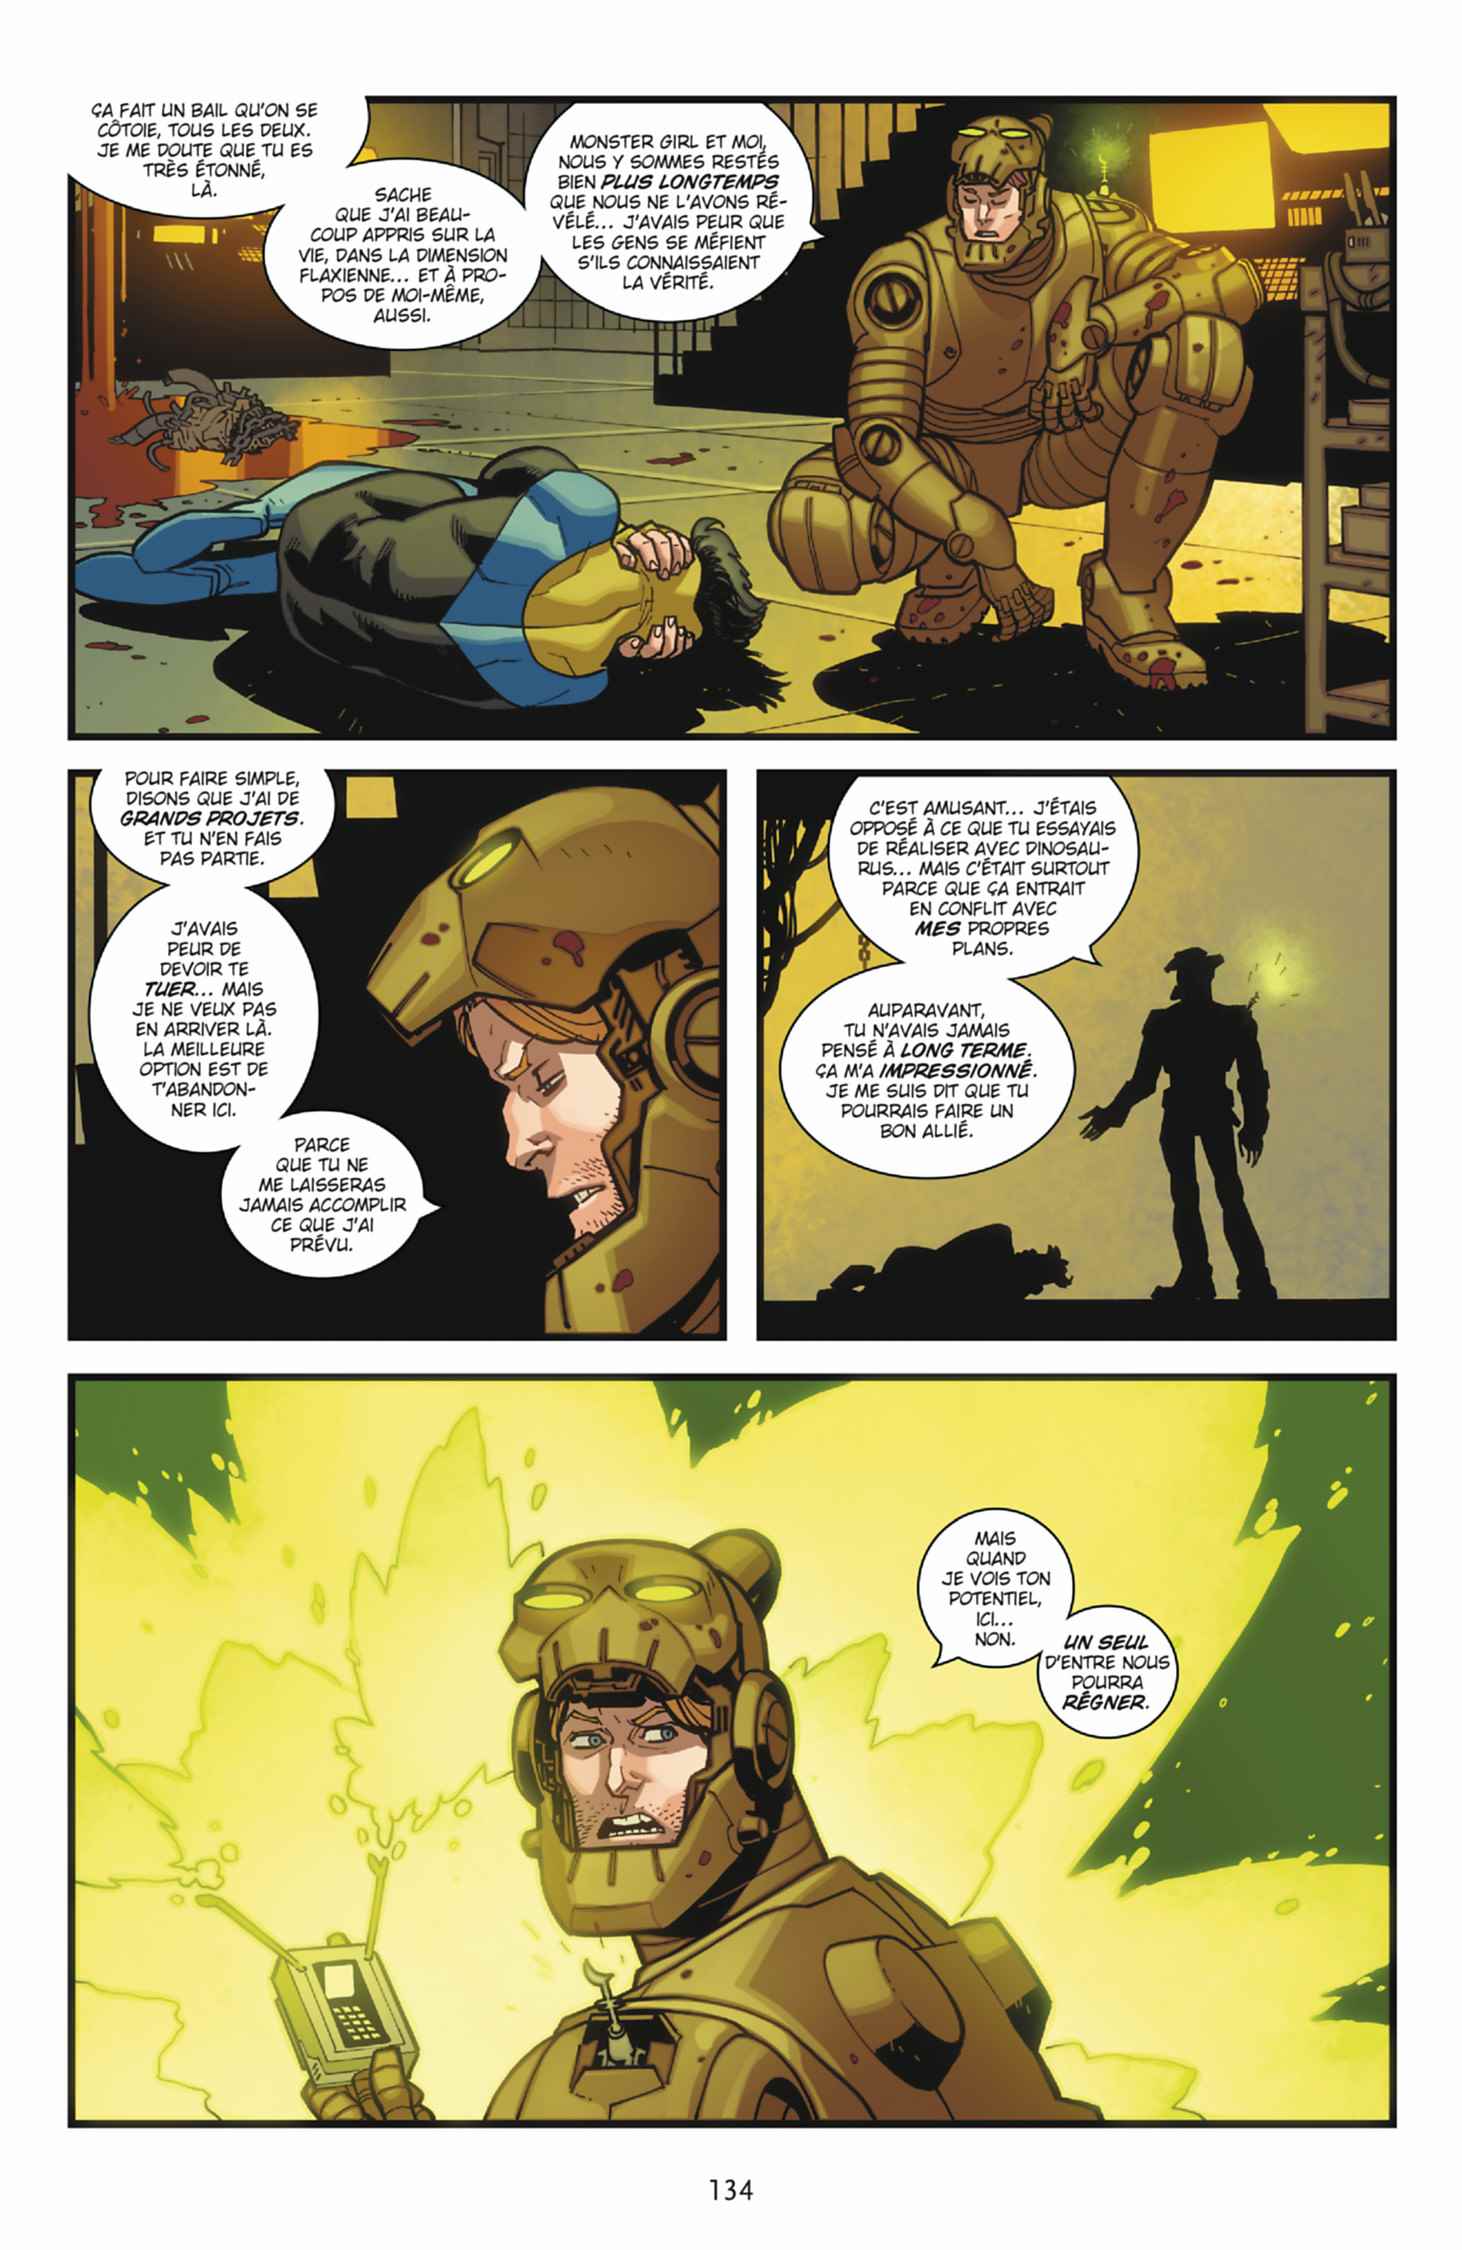 ÇA FAIT UN BAIL QU'ON SE
CÔTOIE, TOUS LES DEUX.
JE ME DOUTE QUE TU ES
TRÈS ÉTONNÉ,
LÀ.
SACHE
QUE J'AI BEAU-
COUP APPRIS SUR LA
VIE, DANS LA DIMENSION
FLAXIENNE... ET À PRO-
POS DE MOI-MÊME,
AUSSI.
MONSTER GIRL ET MOI,
NOUS Y SOMMES RESTÉS
BIEN PLUS LONGTEMPS
QUE NOUS NE L'AVONS RÉ-
VÉLÉ... J'AVAIS PEUR QUE
LES GENS SE MÉFIENT
S'ILS CONNAISSAIENT
LA VÉRITÉ.
POUR FAIRE SIMPLE,
DISONS QUE J'AI DE
GRANDS PROJETS.
ET TU N'EN FAIS
PAS PARTIE.
J'AVAIS
PEUR DE
DEVOIR TE
TUER... MAIS
JE NE VEUX PAS
EN ARRIVER LÀ.
LA MEILLEURE
OPTION EST DE
T'ABANDON-
NER ICI.
PARCE
QUE TU NE
ME LAISSERAS
JAMAIS ACCOMPLIR
CE QUE J'AI
PRÉVU.
C'EST AMUSANT... J'ÉTAIS
OPPOSÉ À CE QUE TU ESSAYAIS
DE RÉALISER AVEC DINOSAU-
RUS... MAIS C'ÉTAIT SURTOUT
PARCE QUE ÇA ENTRAIT
EN CONFLIT AVEC
MES PROPRES
PLANS.
AUPARAVANT,
TU N'AVAIS JAMAIS
PENSÉ À LONG TERME.
ÇA M'A IMPRESSIONNÉ.
JE ME SUIS DIT QUE TU
POURRAIS FAIRE UN
BON ALLIÉ.
MAIS
QUAND
JE VOIS TON
POTENTIEL,
ICI...
NON.
UN SEUL
D'ENTRE NOUS
POURRA
RÉGNER.
134